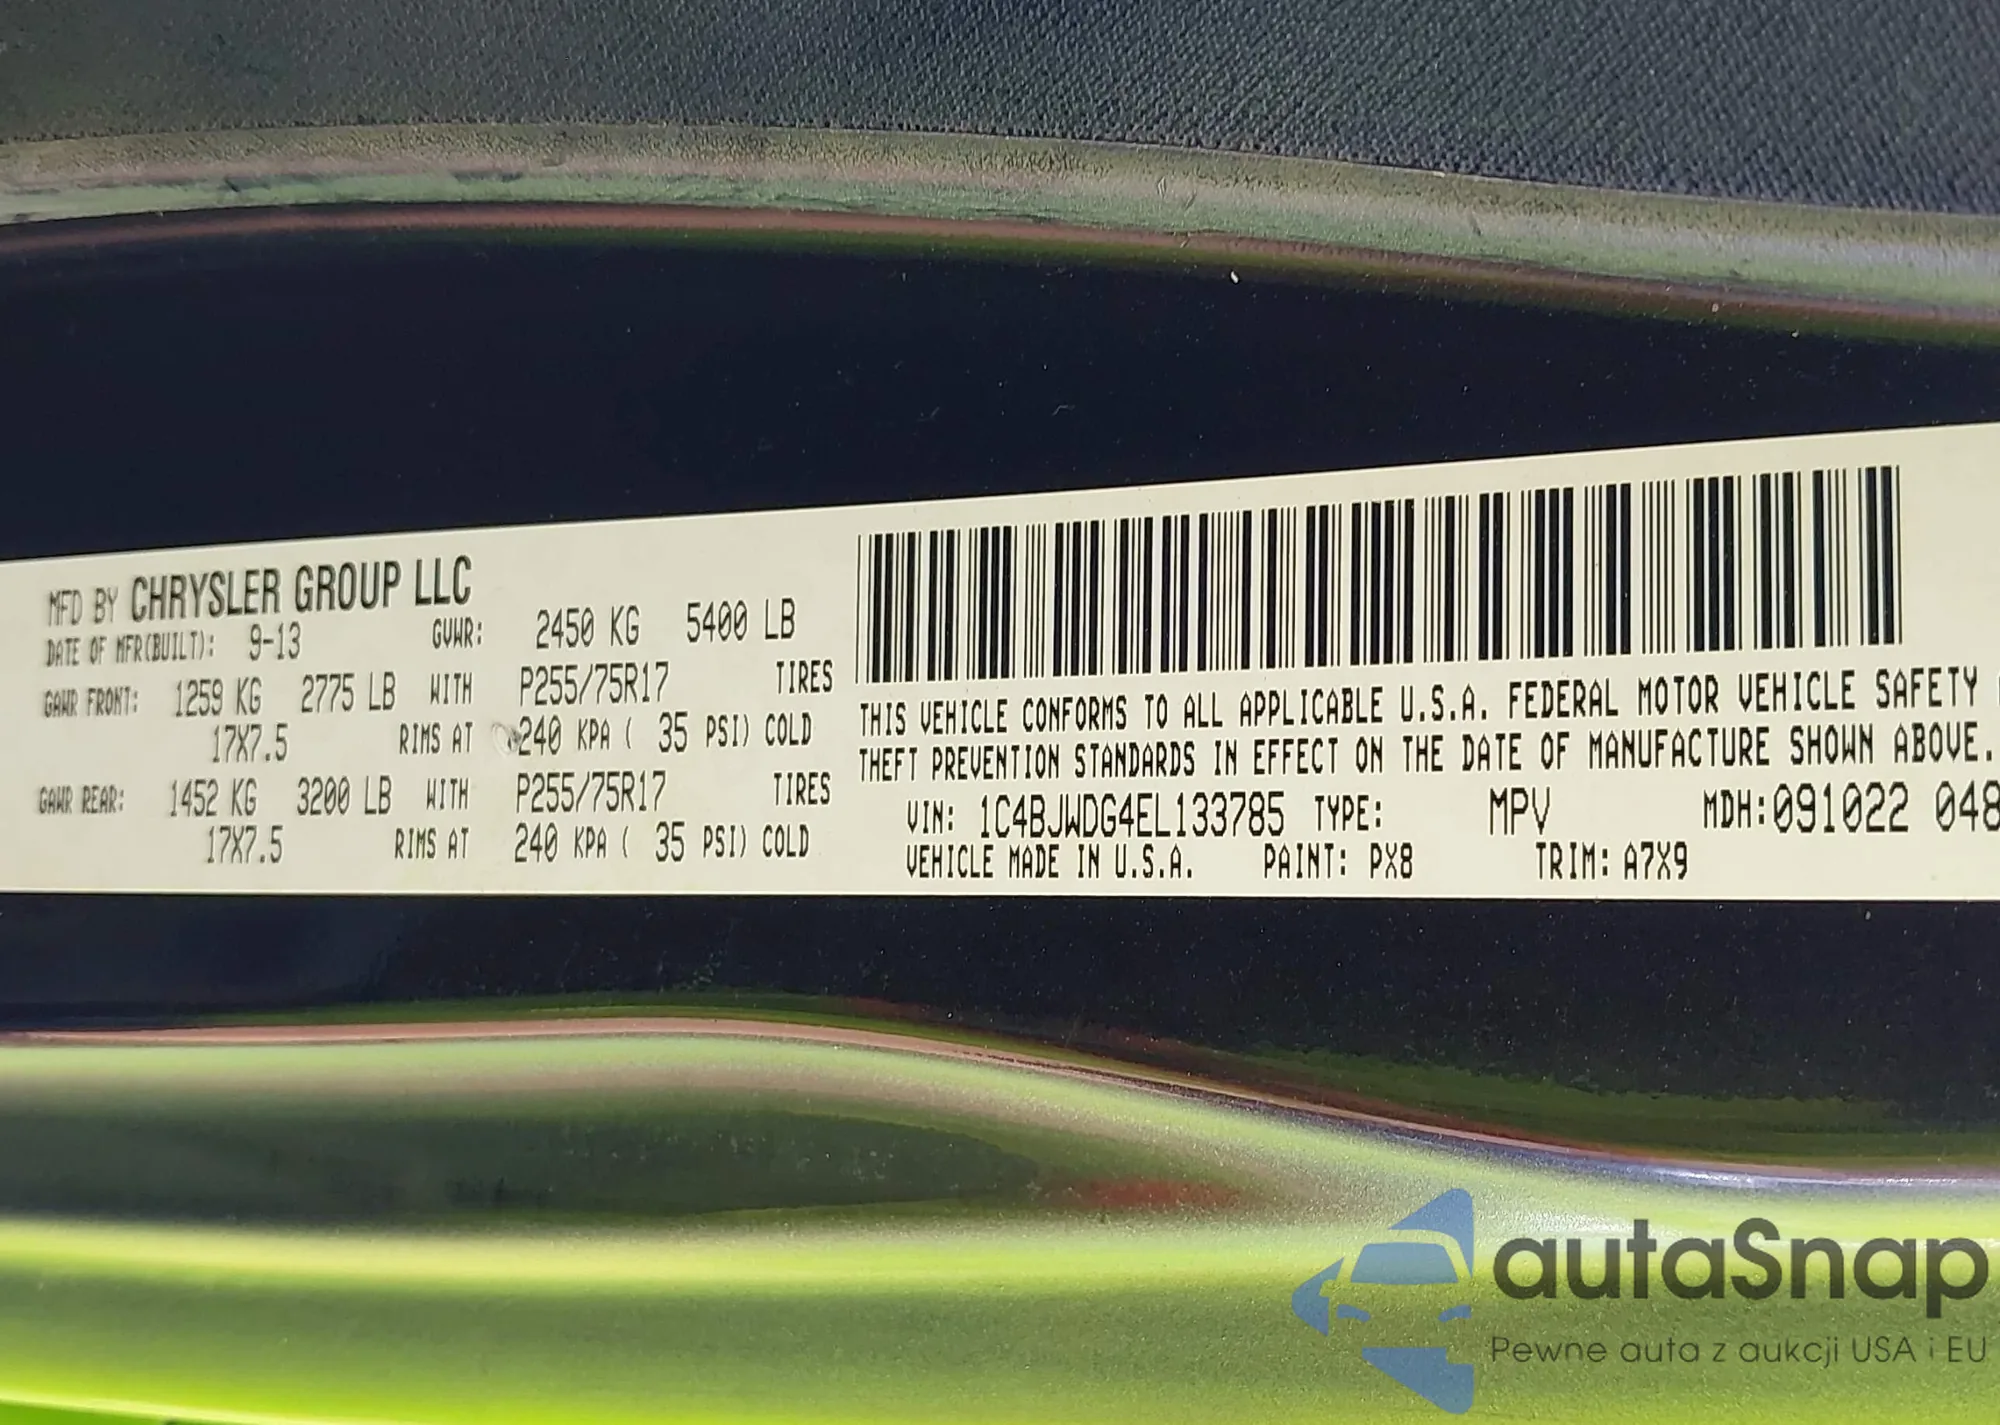 MFD BY CHRYSLER GROUP LLC
DATE OF MFR(BUILT): 9-13 GVWR: 2450 KG 5400 LB
GAWR FRONT: 1259 KG 2775 LB WITH P255/75R17 TIRES
17X7.5 RIMS AT 240 KPA ( 35 PSI) COLD
GAWR REAR: 1452 KG 3200 LB WITH P255/75R17 TIRES
17X7.5 RIMS AT 240 KPA ( 35 PSI) COLD
THIS VEHICLE CONFORMS TO ALL APPLICABLE U.S.A. FEDERAL MOTOR VEHICLE SAFETY
THEFT PREVENTION STANDARDS IN EFFECT ON THE DATE OF MANUFACTURE SHOWN ABOVE.
VIN: 1C4BJWDG4EL133785 TYPE: MPV MDH:091022 048
VEHICLE MADE IN U.S.A. PAINT: PX8 TRIM: A7X9
autaSnap
Pewne auta z aukcji USA i EU